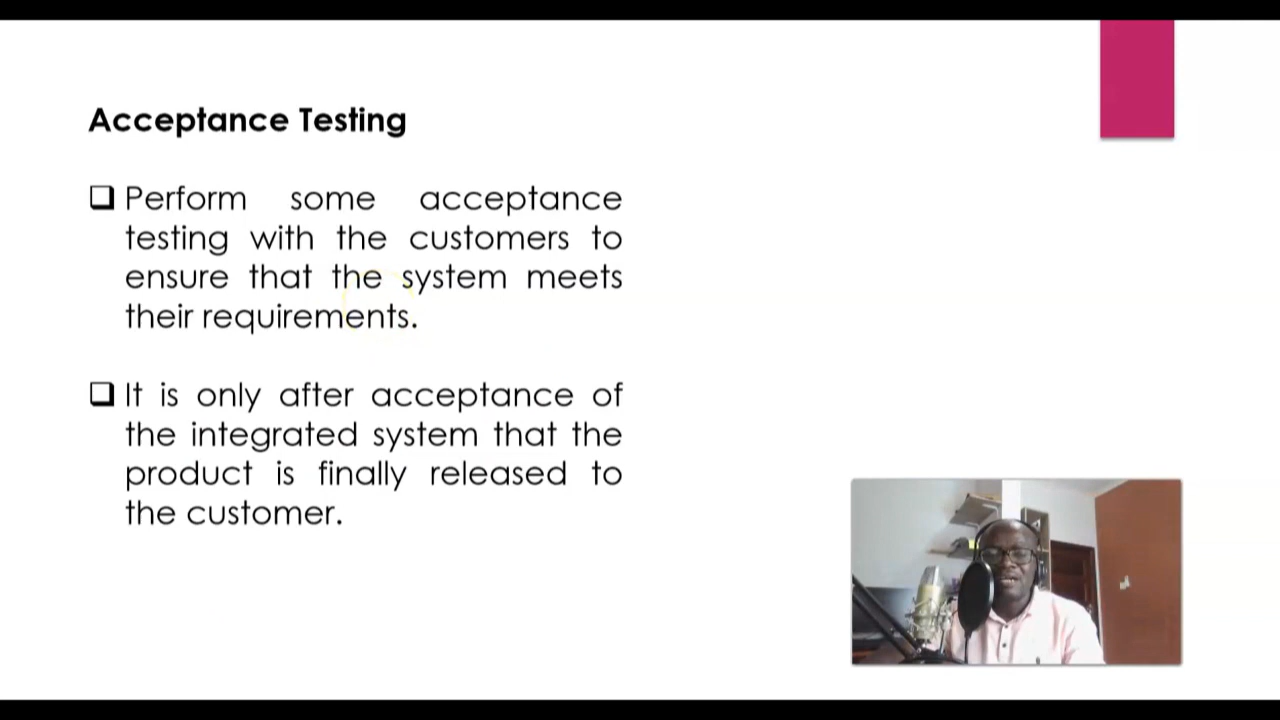 Acceptance Testing
Perform some acceptance
testing with the customers to
ensure that the system meets
their requirements.
It is only after acceptance of
the integrated system that the
product is finally released to
the customer.